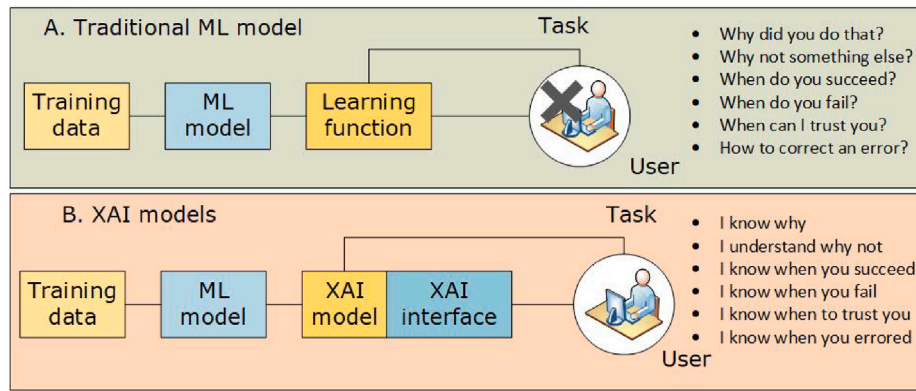 A. Traditional ML model
Task
Training
data
ML
model
Learning
function
User
• Why did you do that?
• Why not something else?
• When do you succeed?
• When do you fail?
• When can I trust you?
• How to correct an error?
B. XAI models
Task
Training
data
ML
model
XAI
model
XAI
interface
User
• I know why
• I understand why not
• I know when you succeed
• I know when you fail
• I know when to trust you
• I know when you errored